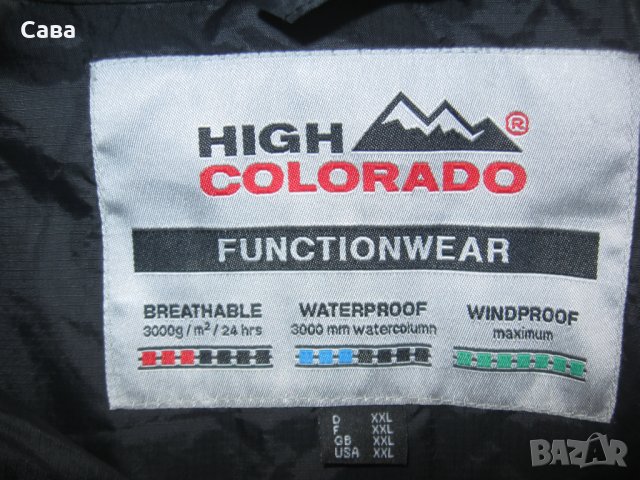 Сава
HIGH
COLORADO®
FUNCTIONWEAR
BREATHABLE
3000g / m² / 24 hrs
WATERPROOF
3000 mm watercolumn
WINDPROOF
maximum
D XXL
F XXL
GB XXL
USA XXL
BAZAR